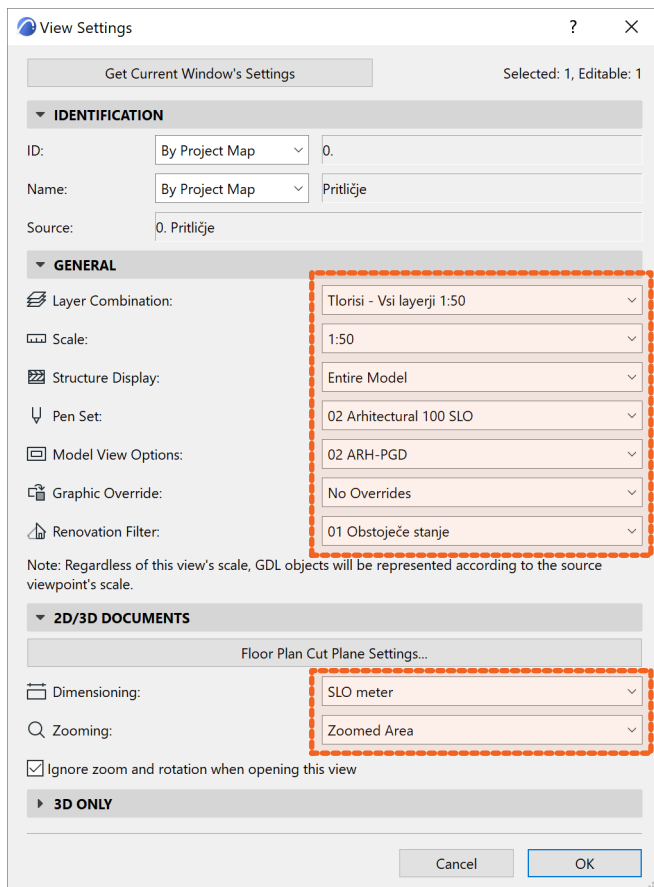 View Settings ?
Get Current Window's Settings Selected: 1, Editable: 1
IDENTIFICATION
ID: By Project Map 0.
Name: By Project Map Pritličje
Source: 0. Pritličje
GENERAL
Layer Combination: Tlorisi - Vsi layerji 1:50
Scale: 1:50
Structure Display: Entire Model
Pen Set: 02 Arhitectural 100 SLO
Model View Options: 02 ARH-PGD
Graphic Override: No Overrides
Renovation Filter: 01 Obstoječe stanje
Note: Regardless of this view's scale, GDL objects will be represented according to the source
viewpoint's scale.
2D/3D DOCUMENTS
Floor Plan Cut Plane Settings...
Dimensioning: SLO meter
Zooming: Zoomed Area
Ignore zoom and rotation when opening this view
3D ONLY
Cancel OK